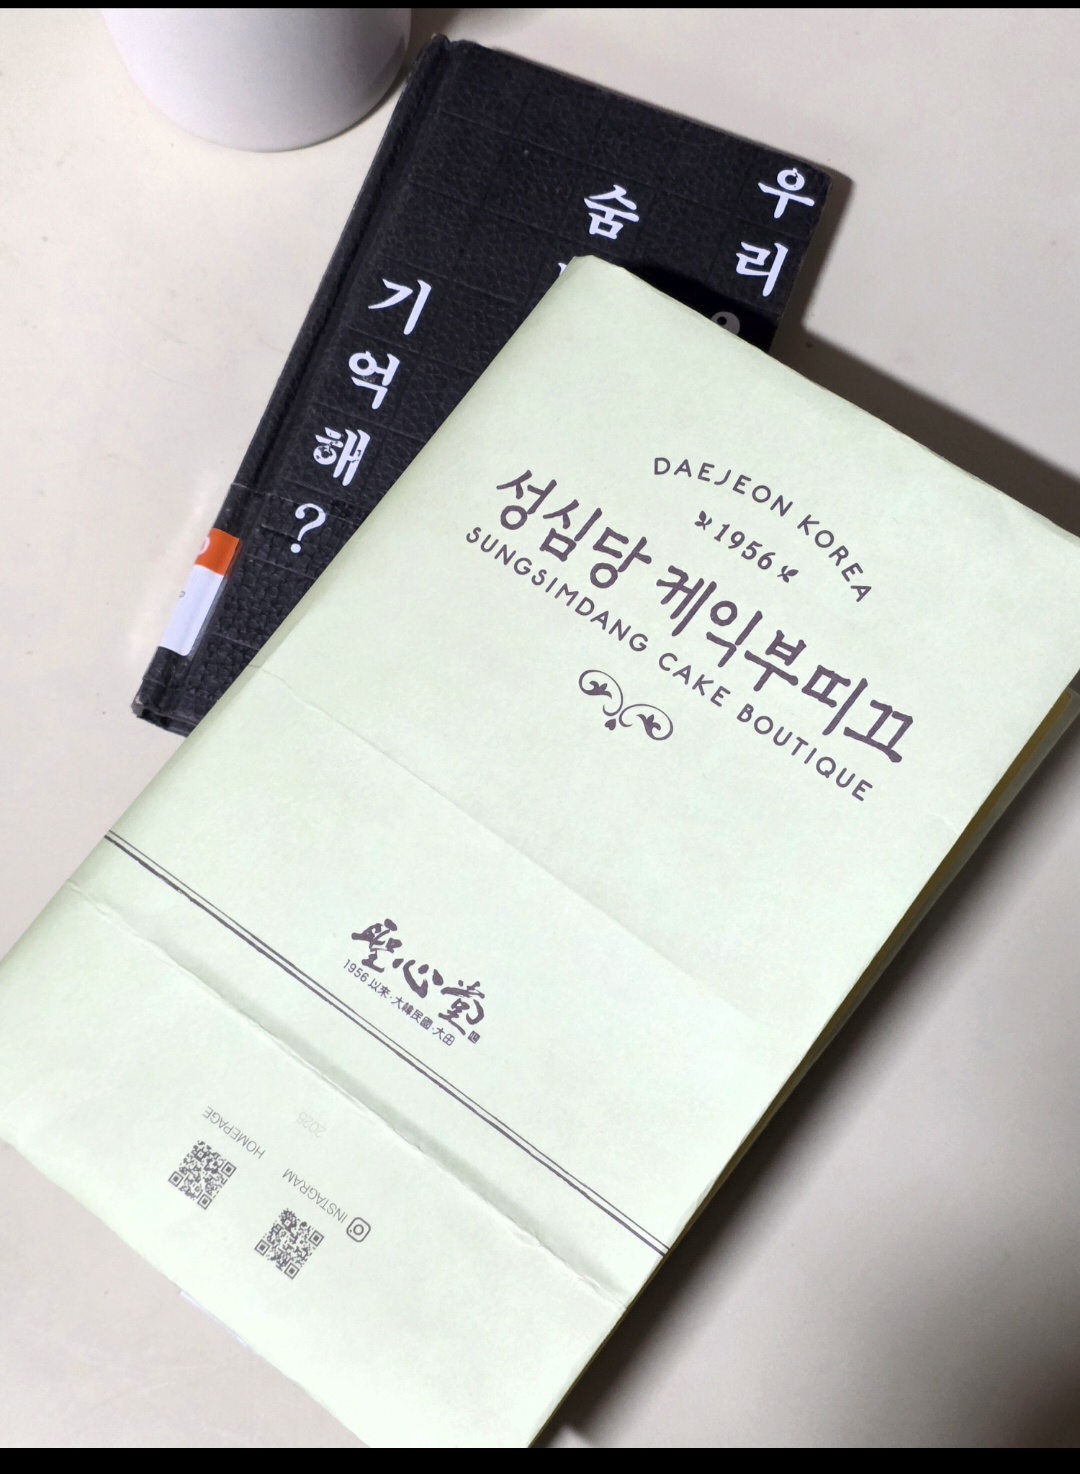 우리
숨
기억해?
DAEJEON KOREA
1956
성심당 케익부띠끄
SUNGSIMDANG CAKE BOUTIQUE
聖心堂
1956 以來·大韓民國·大田
2025
HOMEPAGE
INSTAGRAM